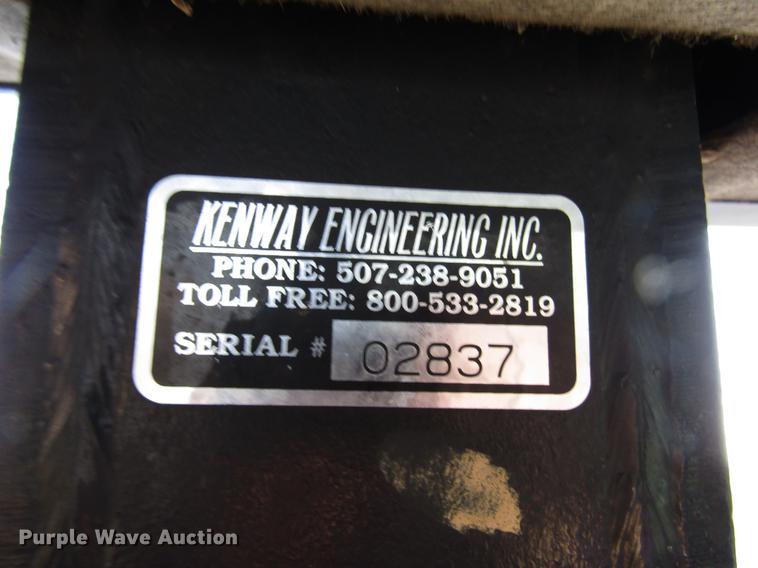 KENWAY ENGINEERING INC.
PHONE: 507-238-9051
TOLL FREE: 800-533-2819
SERIAL # 02837
Purple Wave Auction